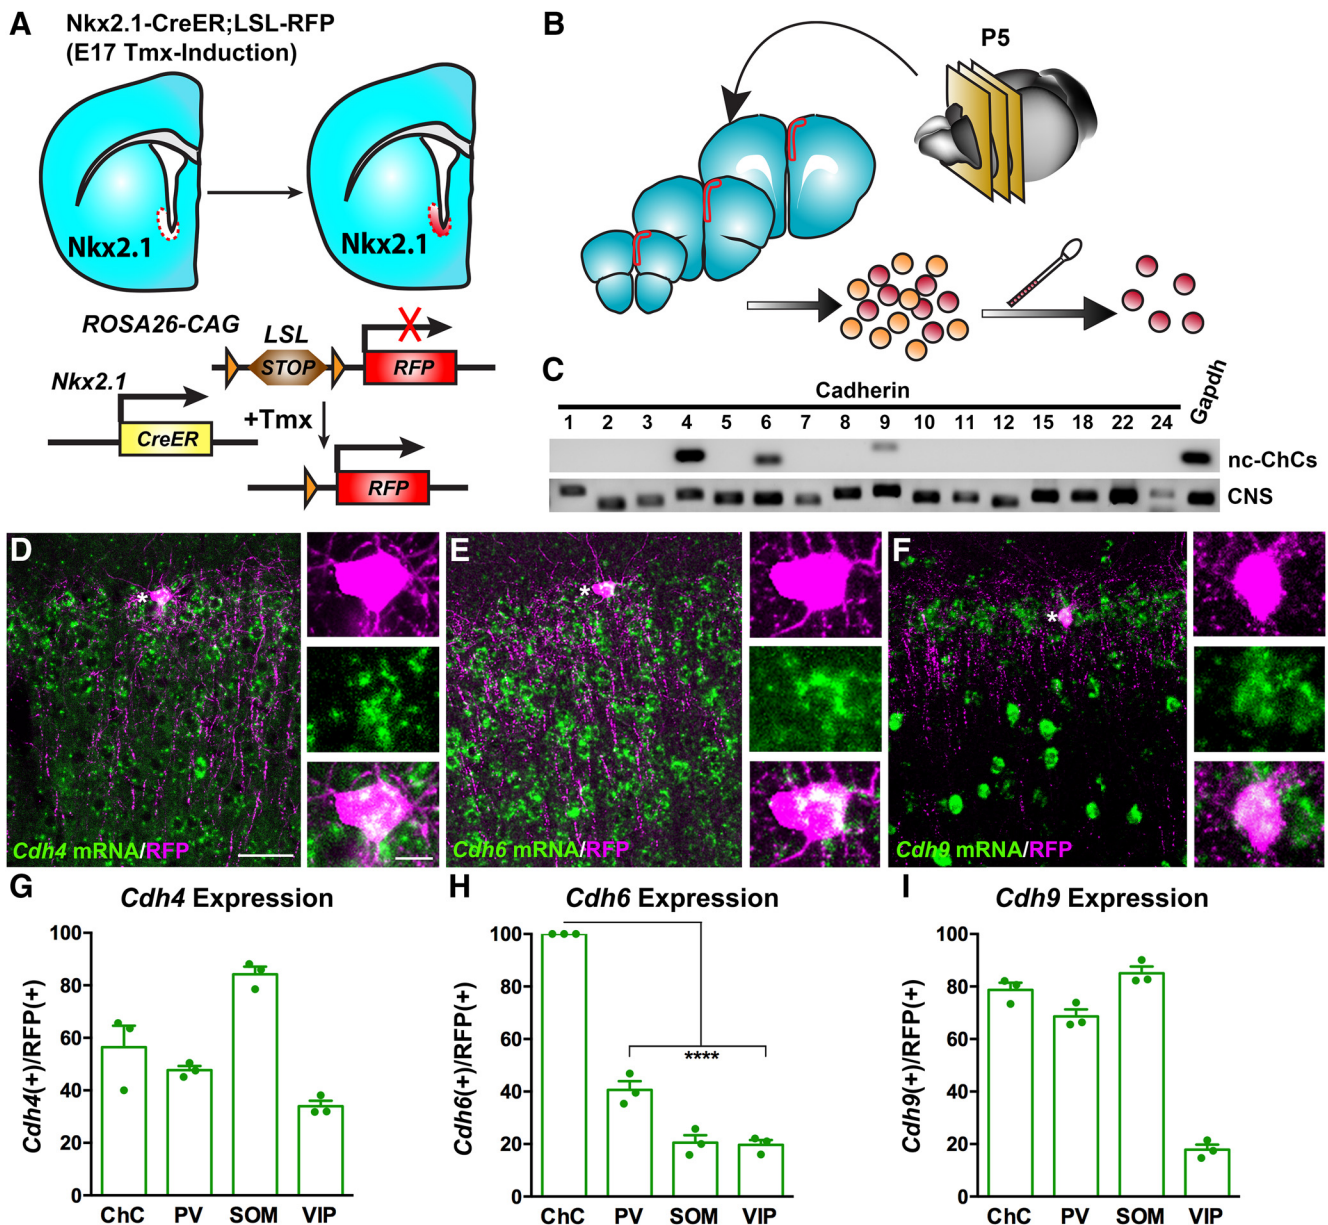 A
Nkx2.1-CreER;LSL-RFP
(E17 Tmx-Induction)
Nkx2.1
Nkx2.1
ROSA26-CAG
LSL
STOP
RFP
Nkx2.1
CreER
+Tmx
RFP
B
P5
C
Cadherin
Gapdh
1 2 3 4 5 6 7 8 9 10 11 12 15 18 22 24
nc-ChCs
CNS
D
*
Cdh4 mRNA/RFP
E
*
Cdh6 mRNA/RFP
F
*
Cdh9 mRNA/RFP
G
Cdh4 Expression
Cdh4(+)/RFP(+)
100
80
60
40
20
0
ChC PV SOM VIP
H
Cdh6 Expression
Cdh6(+)/RFP(+)
100
80
60
40
20
0
****
ChC PV SOM VIP
I
Cdh9 Expression
Cdh9(+)/RFP(+)
100
80
60
40
20
0
ChC PV SOM VIP